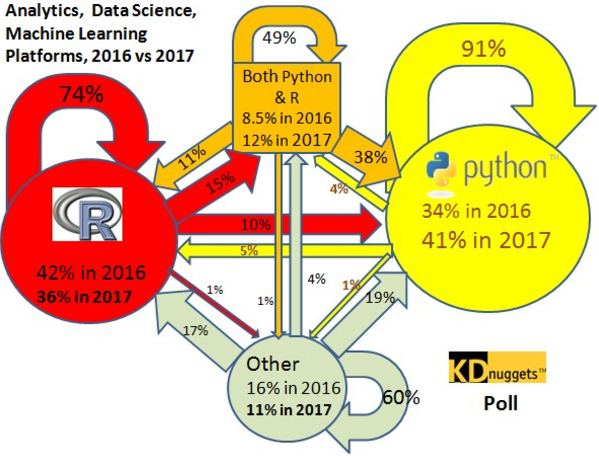 Analytics, Data Science,
Machine Learning
Platforms, 2016 vs 2017
49%
91%
74%
Both Python
& R
8.5% in 2016
12% in 2017
11%
38%
15%
4%
python™
34% in 2016
41% in 2017
R
10%
5%
42% in 2016
36% in 2017
1%
1%
4%
1%
19%
17%
Other
16% in 2016
11% in 2017
60%
KDnuggets™
Poll